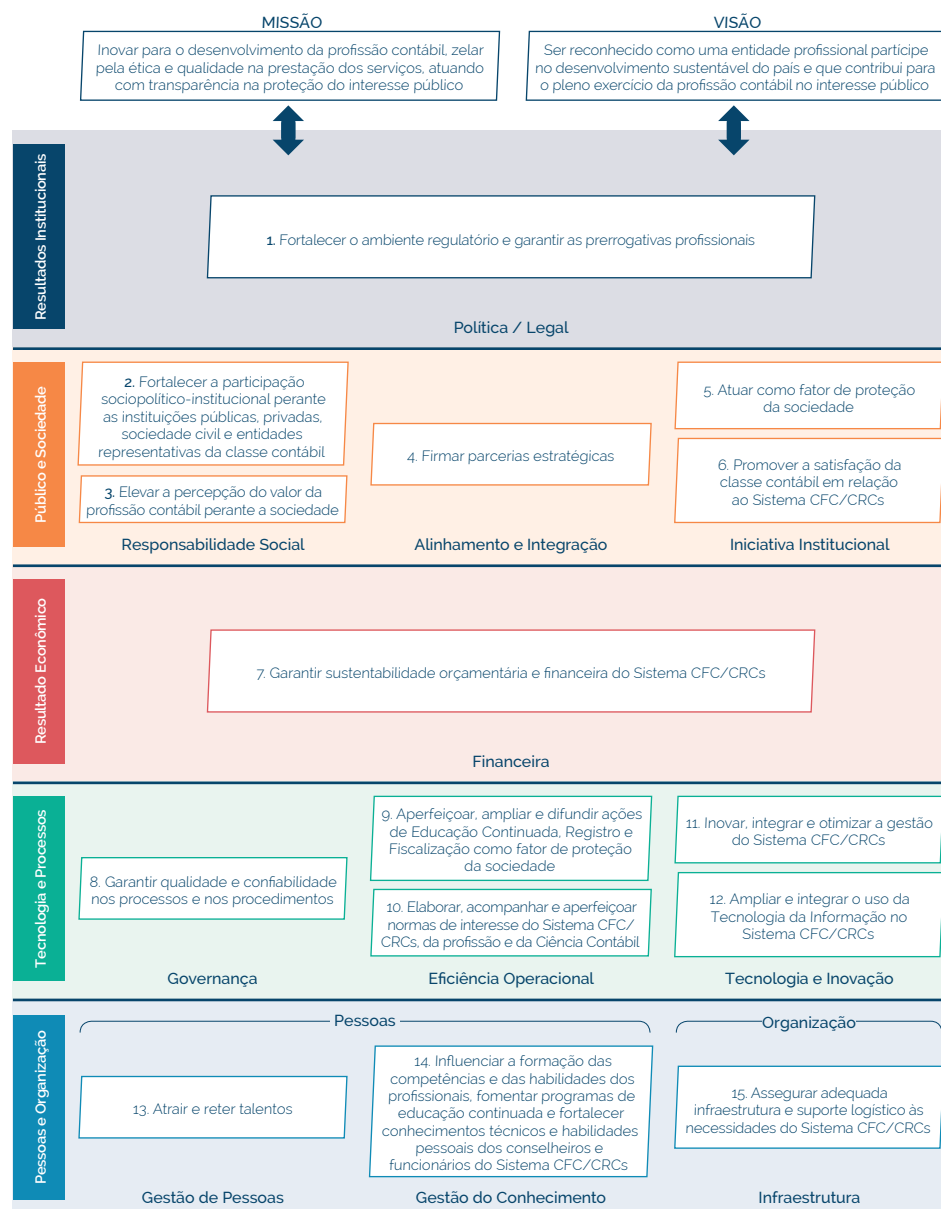 MISSÃO
Inovar para o desenvolvimento da profissão contábil, zelar
pela ética e qualidade na prestação dos serviços, atuando
com transparência na proteção do interesse público
VISÃO
Ser reconhecido como uma entidade profissional partícipe
no desenvolvimento sustentável do país e que contribui para
o pleno exercício da profissão contábil no interesse público
Resultados Institucionais
1. Fortalecer o ambiente regulatório e garantir as prerrogativas profissionais
Política / Legal
Público e Sociedade
2. Fortalecer a participação
sociopolítico-institucional perante
as instituições públicas, privadas,
sociedade civil e entidades
representativas da classe contábil
3. Elevar a percepção do valor da
profissão contábil perante a sociedade
Responsabilidade Social
4. Firmar parcerias estratégicas
Alinhamento e Integração
5. Atuar como fator de proteção
da sociedade
6. Promover a satisfação da
classe contábil em relação
ao Sistema CFC/CRCs
Iniciativa Institucional
Resultado Econômico
7. Garantir sustentabilidade orçamentária e financeira do Sistema CFC/CRCs
Financeira
Tecnologia e Processos
8. Garantir qualidade e confiabilidade
nos processos e nos procedimentos
Governança
9. Aperfeiçoar, ampliar e difundir ações
de Educação Continuada, Registro e
Fiscalização como fator de proteção
da sociedade
10. Elaborar, acompanhar e aperfeiçoar
normas de interesse do Sistema CFC/
CRCs, da profissão e da Ciência Contábil
Eficiência Operacional
11. Inovar, integrar e otimizar a gestão
do Sistema CFC/CRCs
12. Ampliar e integrar o uso da
Tecnologia da Informação no
Sistema CFC/CRCs
Tecnologia e Inovação
Pessoas e Organização
Pessoas
13. Atrair e reter talentos
Gestão de Pessoas
14. Influenciar a formação das
competências e das habilidades dos
profissionais, fomentar programas de
educação continuada e fortalecer
conhecimentos técnicos e habilidades
pessoais dos conselheiros e
funcionários do Sistema CFC/CRCs
Gestão do Conhecimento
Organização
15. Assegurar adequada
infraestrutura e suporte logístico às
necessidades do Sistema CFC/CRCs
Infraestrutura